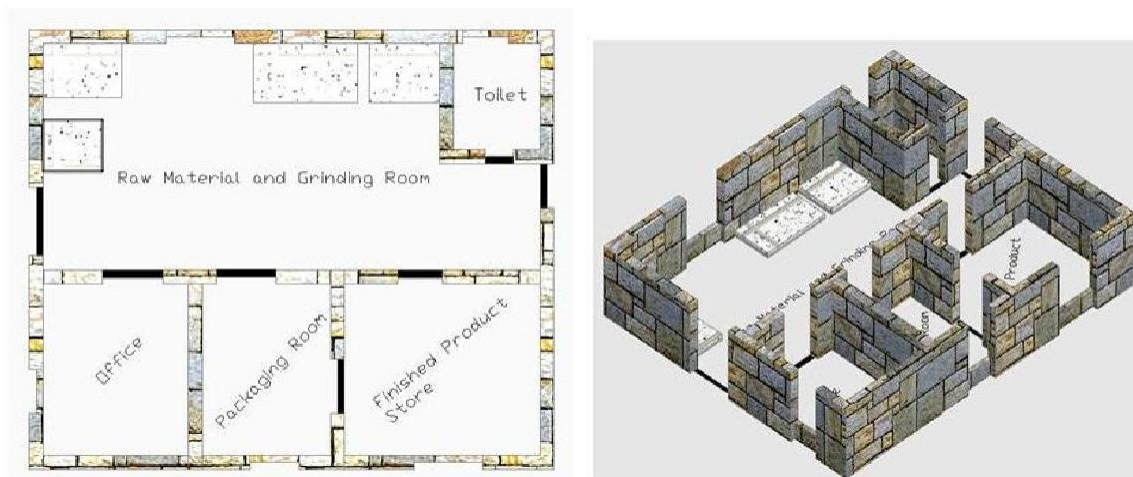 Toilet
Raw Material and Grinding Room
Office
Packaging Room
Finished Product
Store
Product